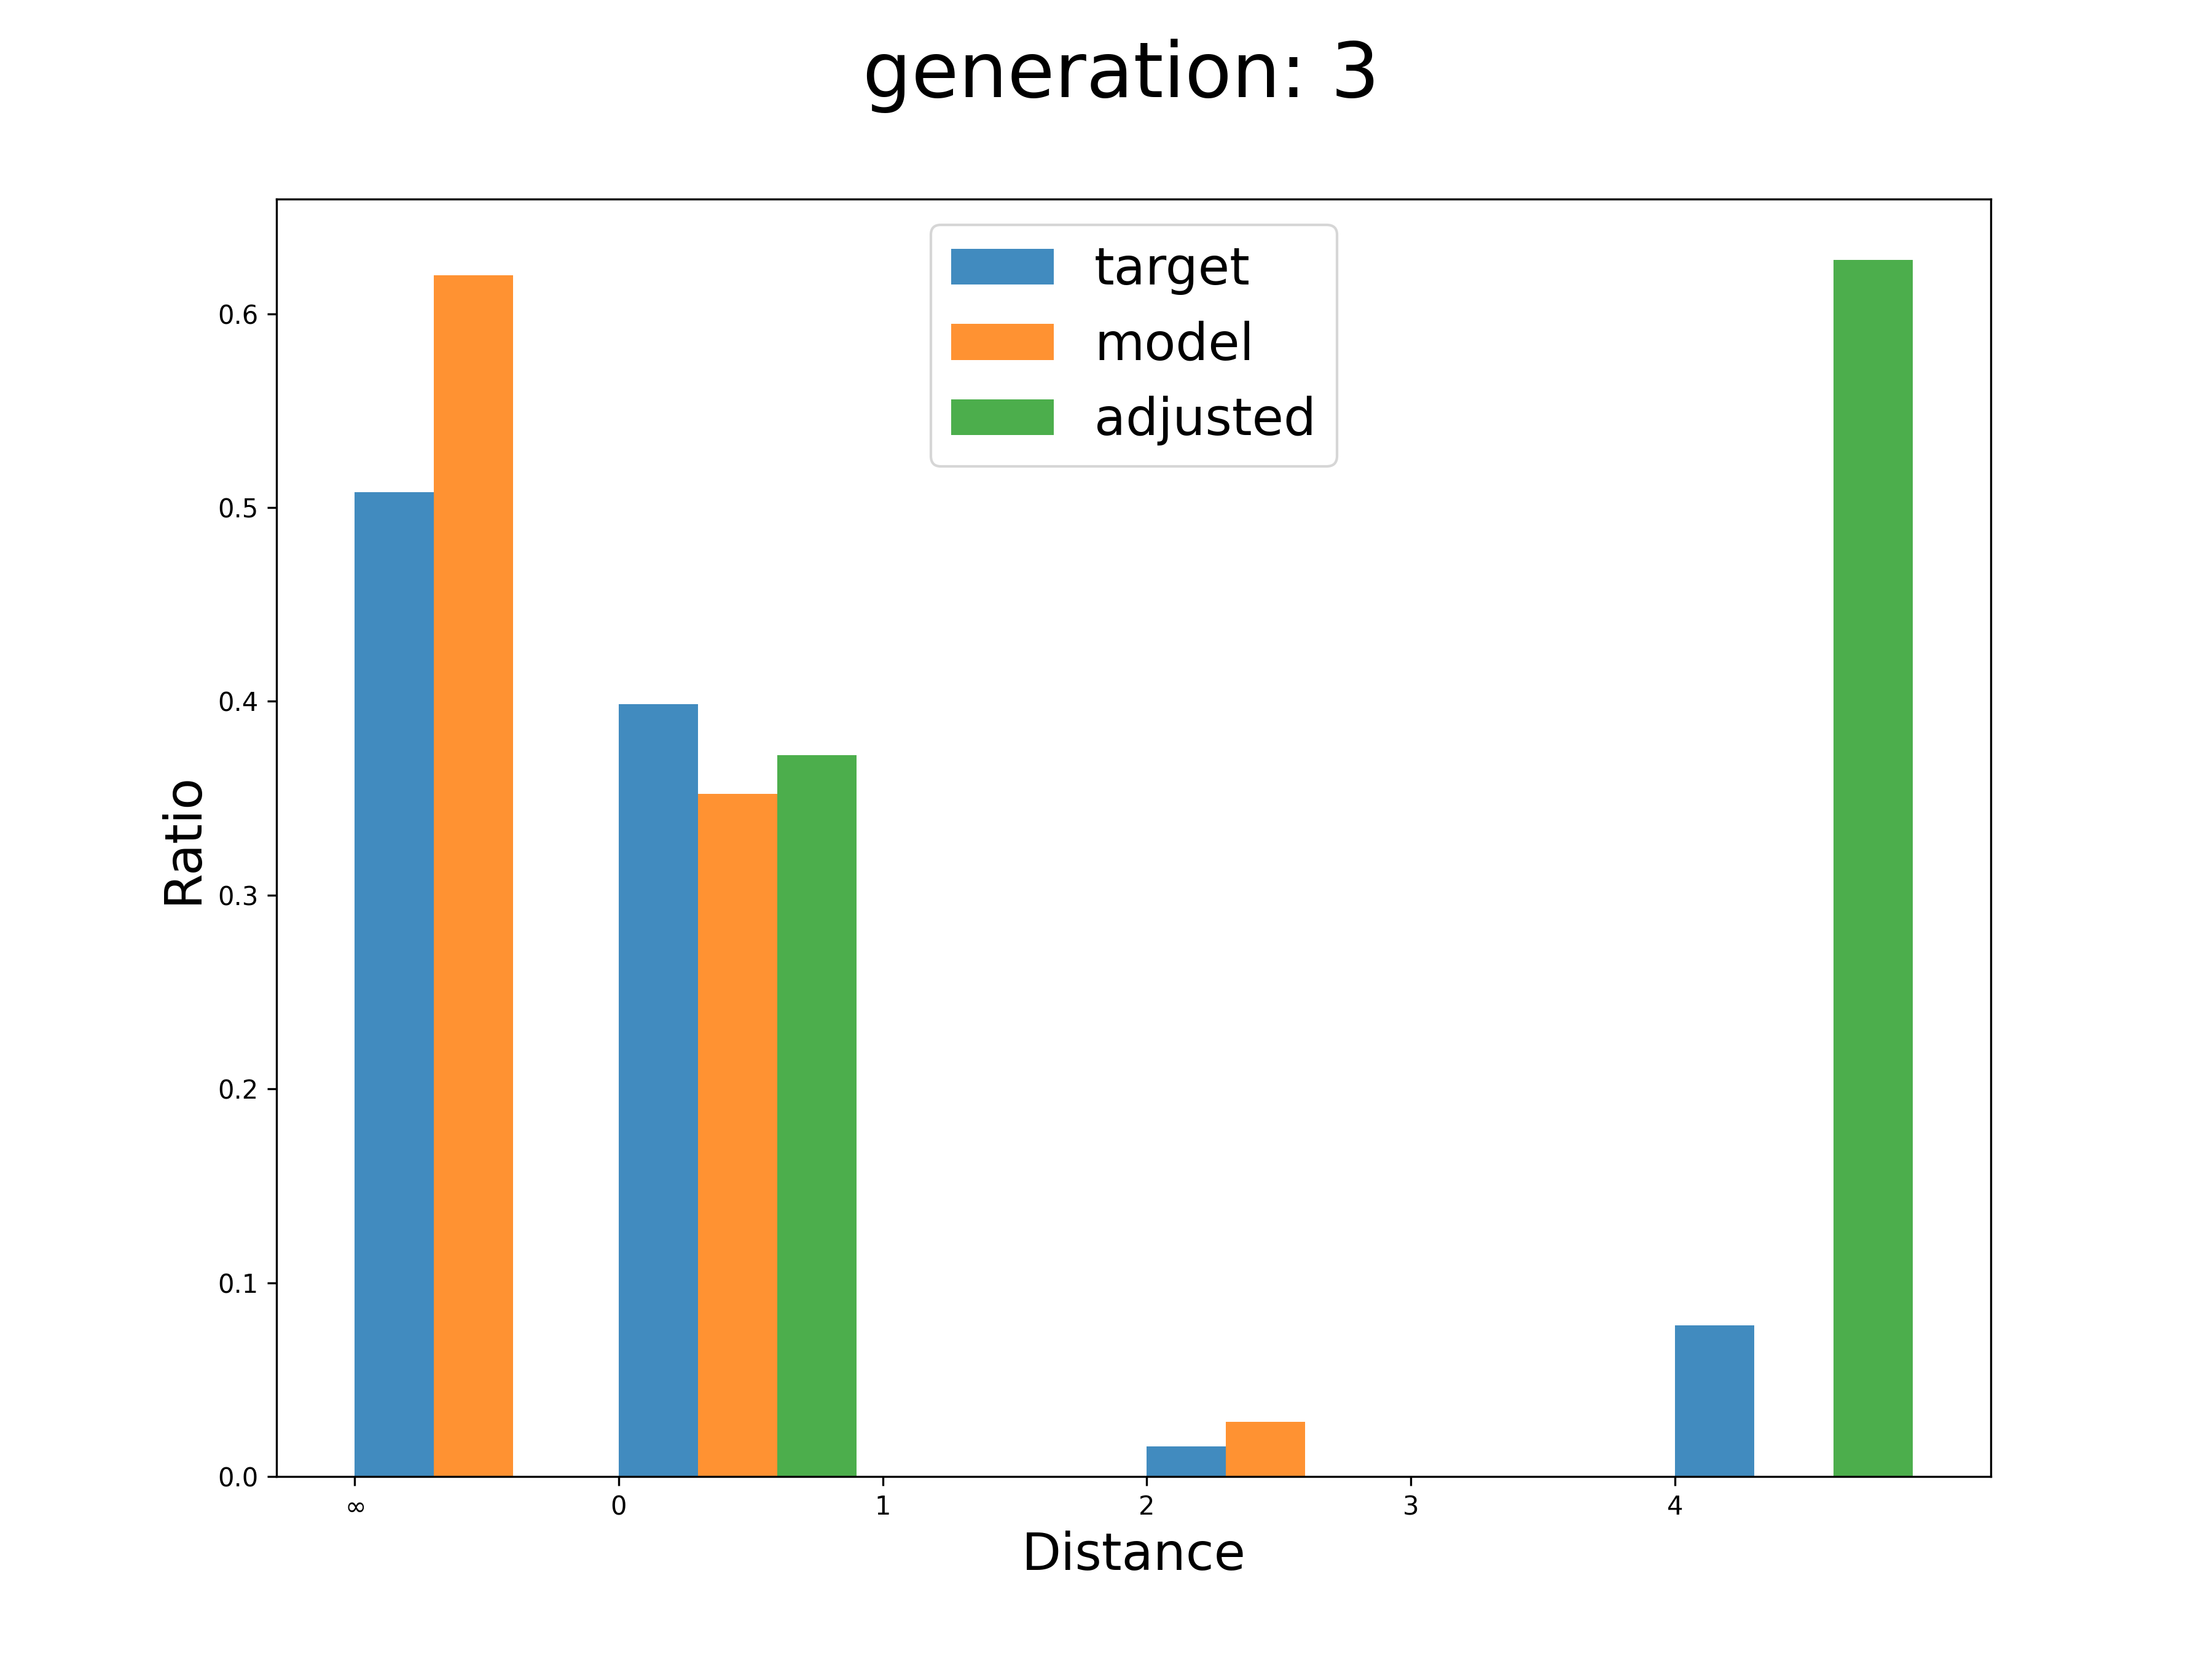 generation: 3
target
model
adjusted
Ratio
0.6
0.5
0.4
0.3
0.2
0.1
0.0
∞ 0 1 2 3 4
Distance